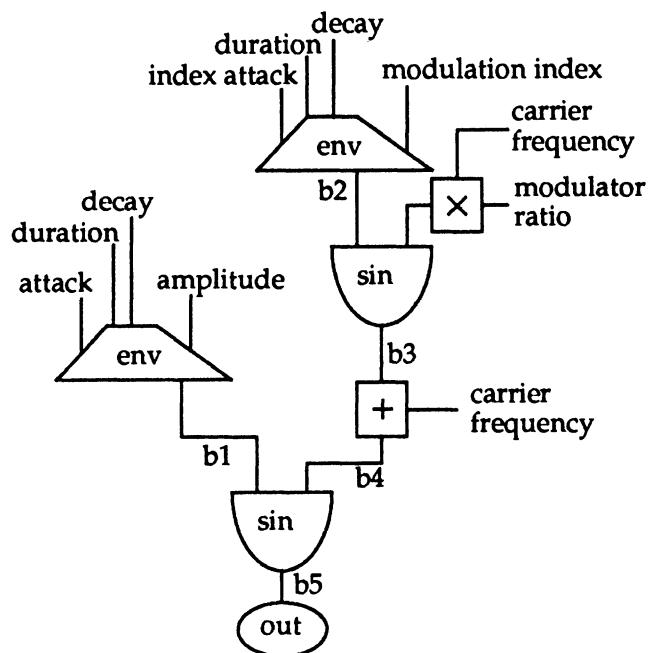 decay
duration
index attack
modulation index
env
carrier
frequency
b2
×
modulator
ratio
sin
decay
duration
attack
amplitude
env
b3
+
carrier
frequency
b1
b4
sin
b5
out